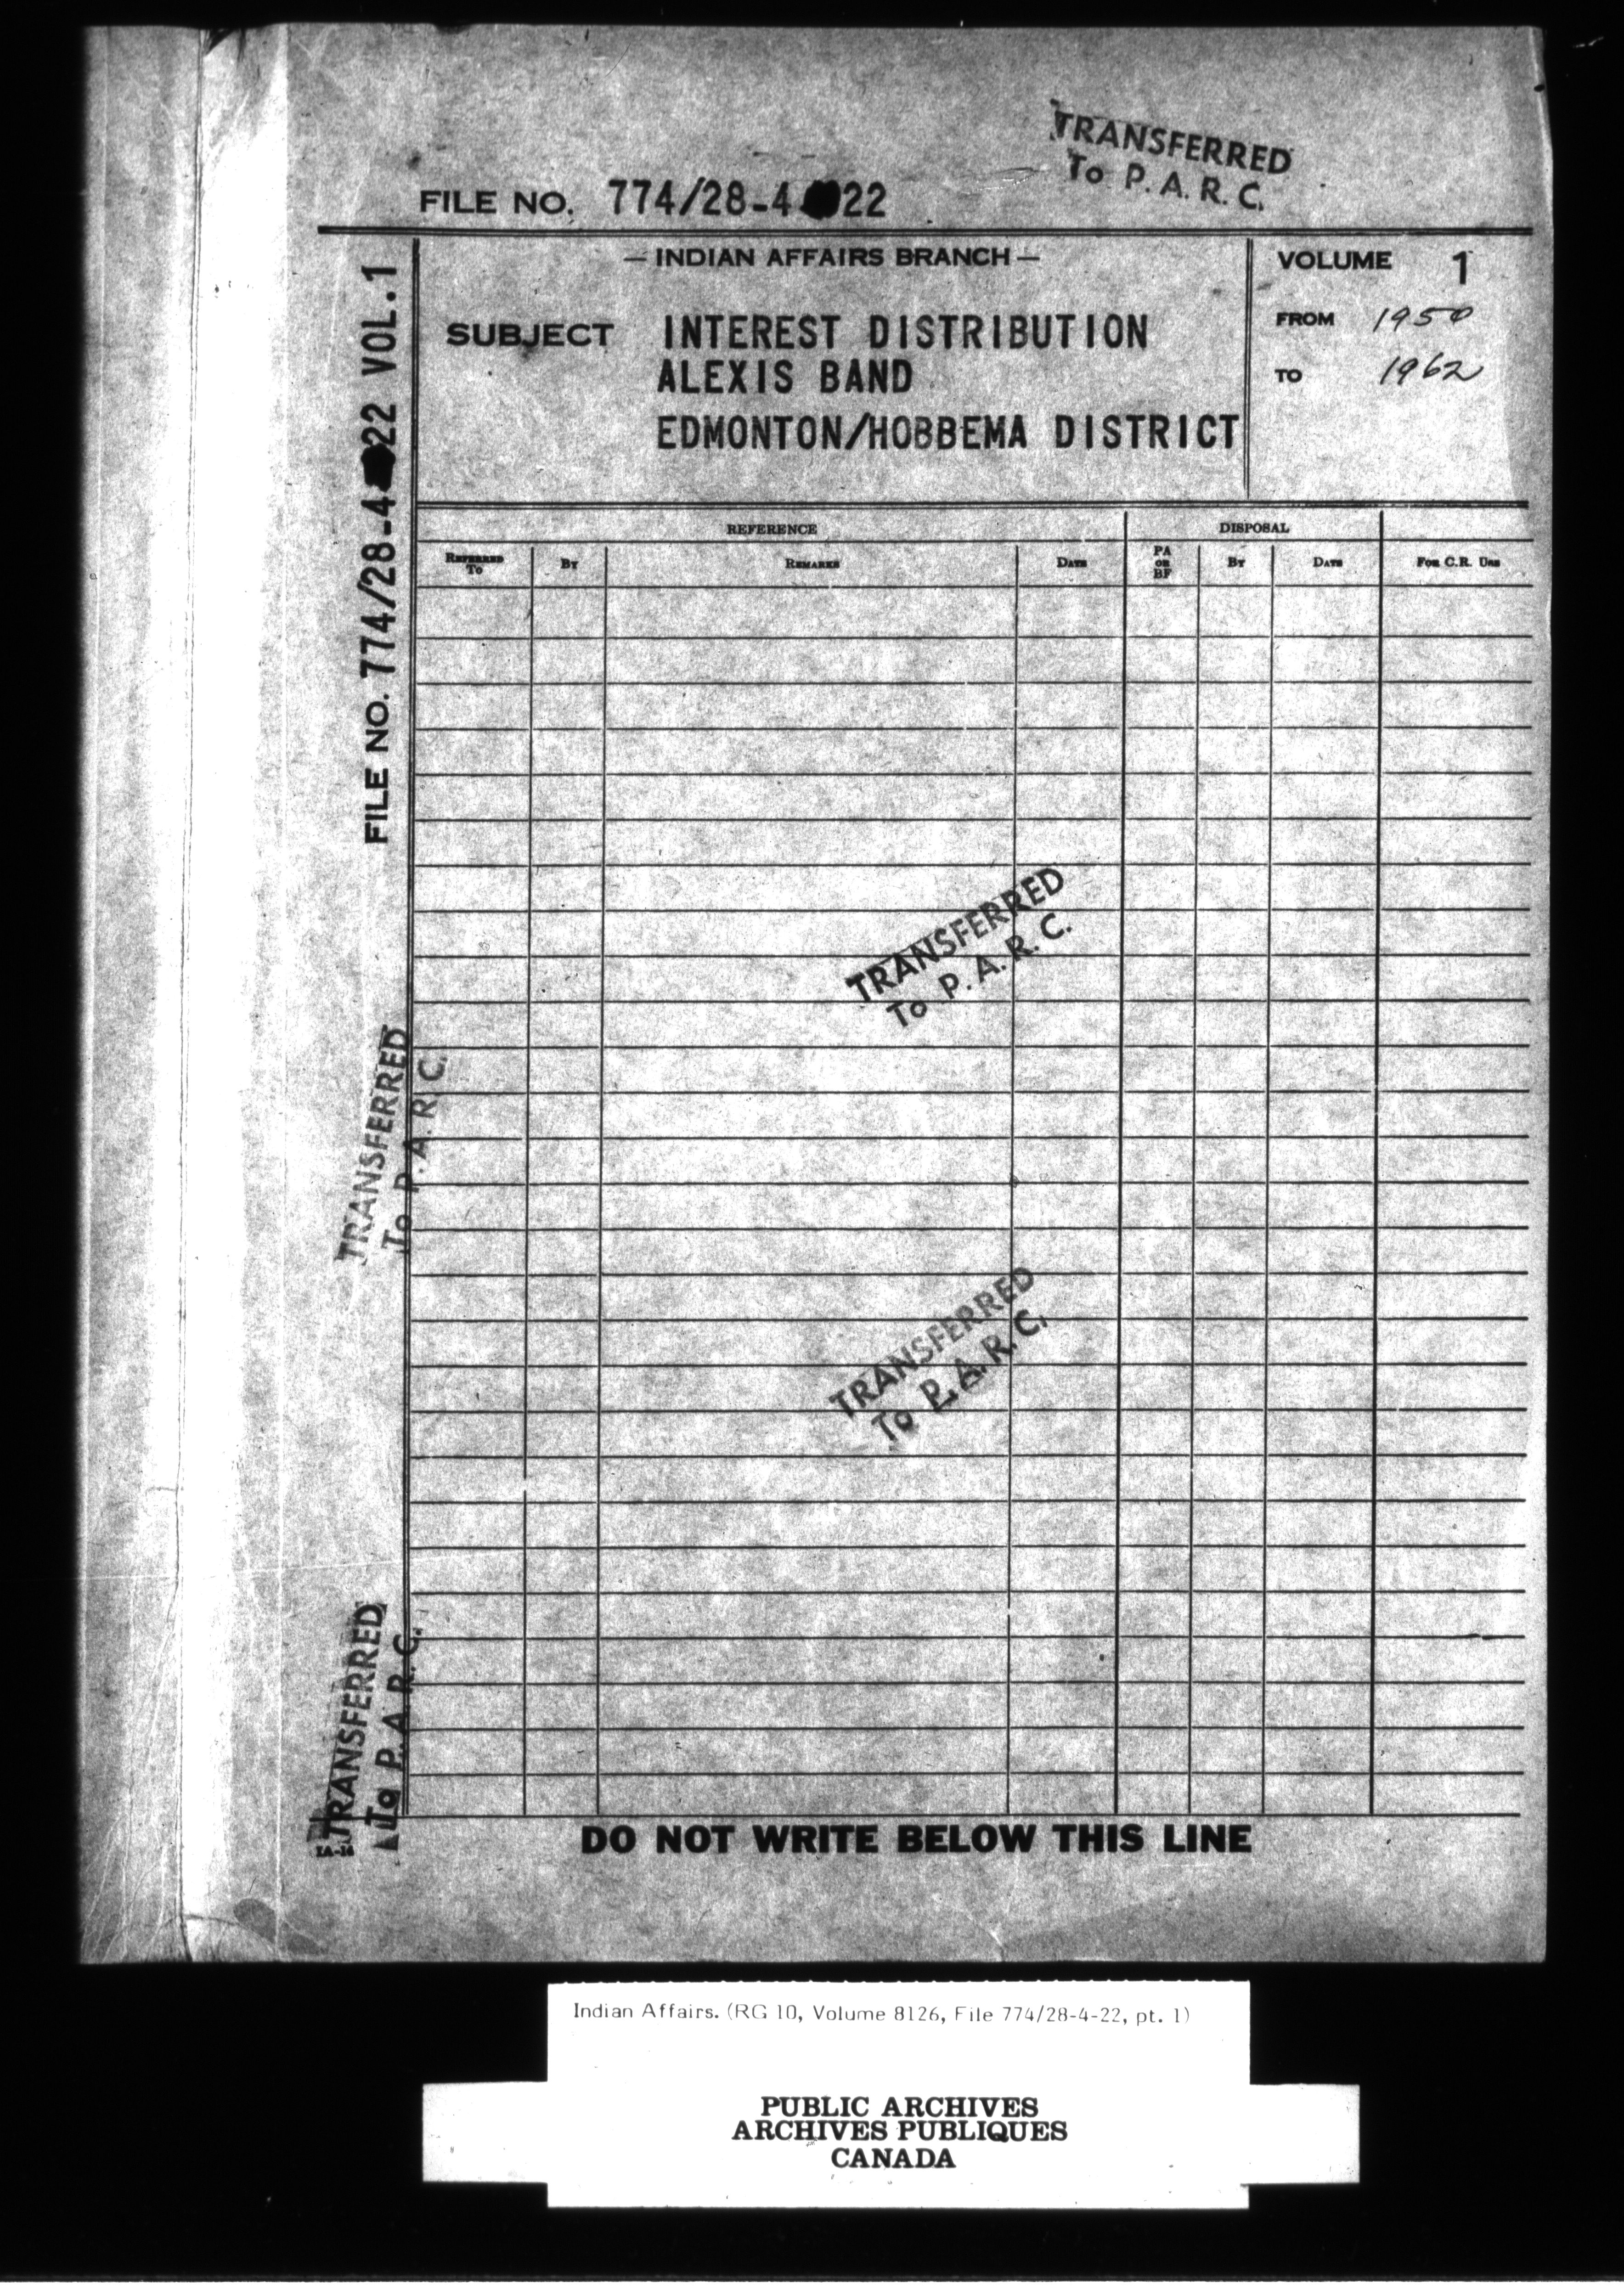 TRANSFERRED
To P. A. R. C.
FILE NO. 774/28-4 22
— INDIAN AFFAIRS BRANCH —
SUBJECT INTEREST DISTRIBUTION
ALEXIS BAND
EDMONTON/HOBBEMA DISTRICT
VOLUME 1
FROM 1950
TO 1962
FILE NO. 774/28-4 22 VOL.1
REFERENCE
DISPOSAL
REFERRED
TO
BY
REMARKS
DATE
PA
OR
BF
BY
DATE
FOR C.R. USE
TRANSFERRED
To P. A. R. C.
TRANSFERRED
To P. A. R. C.
TRANSFERRED
To P. A. R. C.
TRANSFERRED
To P. A. R. C.
IA-14
DO NOT WRITE BELOW THIS LINE
Indian Affairs. (RG 10, Volume 8126, File 774/28-4-22, pt. 1)
PUBLIC ARCHIVES
ARCHIVES PUBLIQUES
CANADA